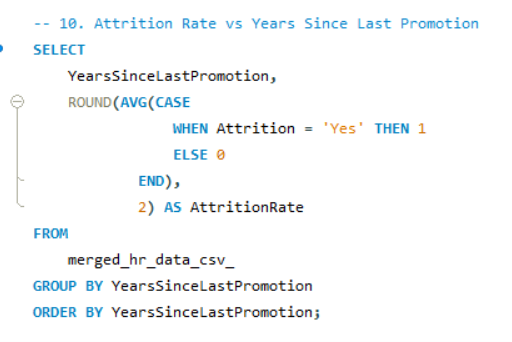 -- 10. Attrition Rate vs Years Since Last Promotion
SELECT
YearsSinceLastPromotion,
ROUND(AVG(CASE
WHEN Attrition = 'Yes' THEN 1
ELSE 0
END),
2) AS AttritionRate
FROM
merged_hr_data_csv_
GROUP BY YearsSinceLastPromotion
ORDER BY YearsSinceLastPromotion;